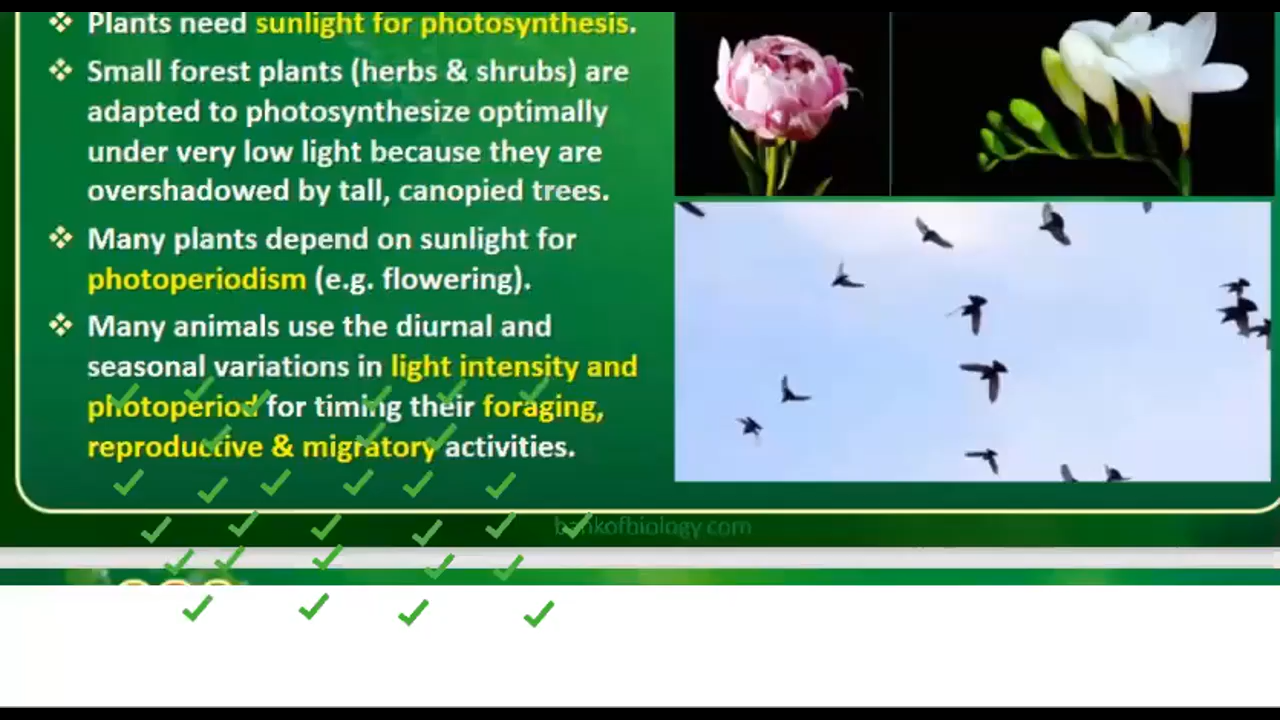 ❖ Plants need sunlight for photosynthesis.
❖ Small forest plants (herbs & shrubs) are
adapted to photosynthesize optimally
under very low light because they are
overshadowed by tall, canopied trees.
❖ Many plants depend on sunlight for
photoperiodism (e.g. flowering).
❖ Many animals use the diurnal and
seasonal variations in light intensity and
photoperiod for timing their foraging,
reproductive & migratory activities.
bankofbiology.com